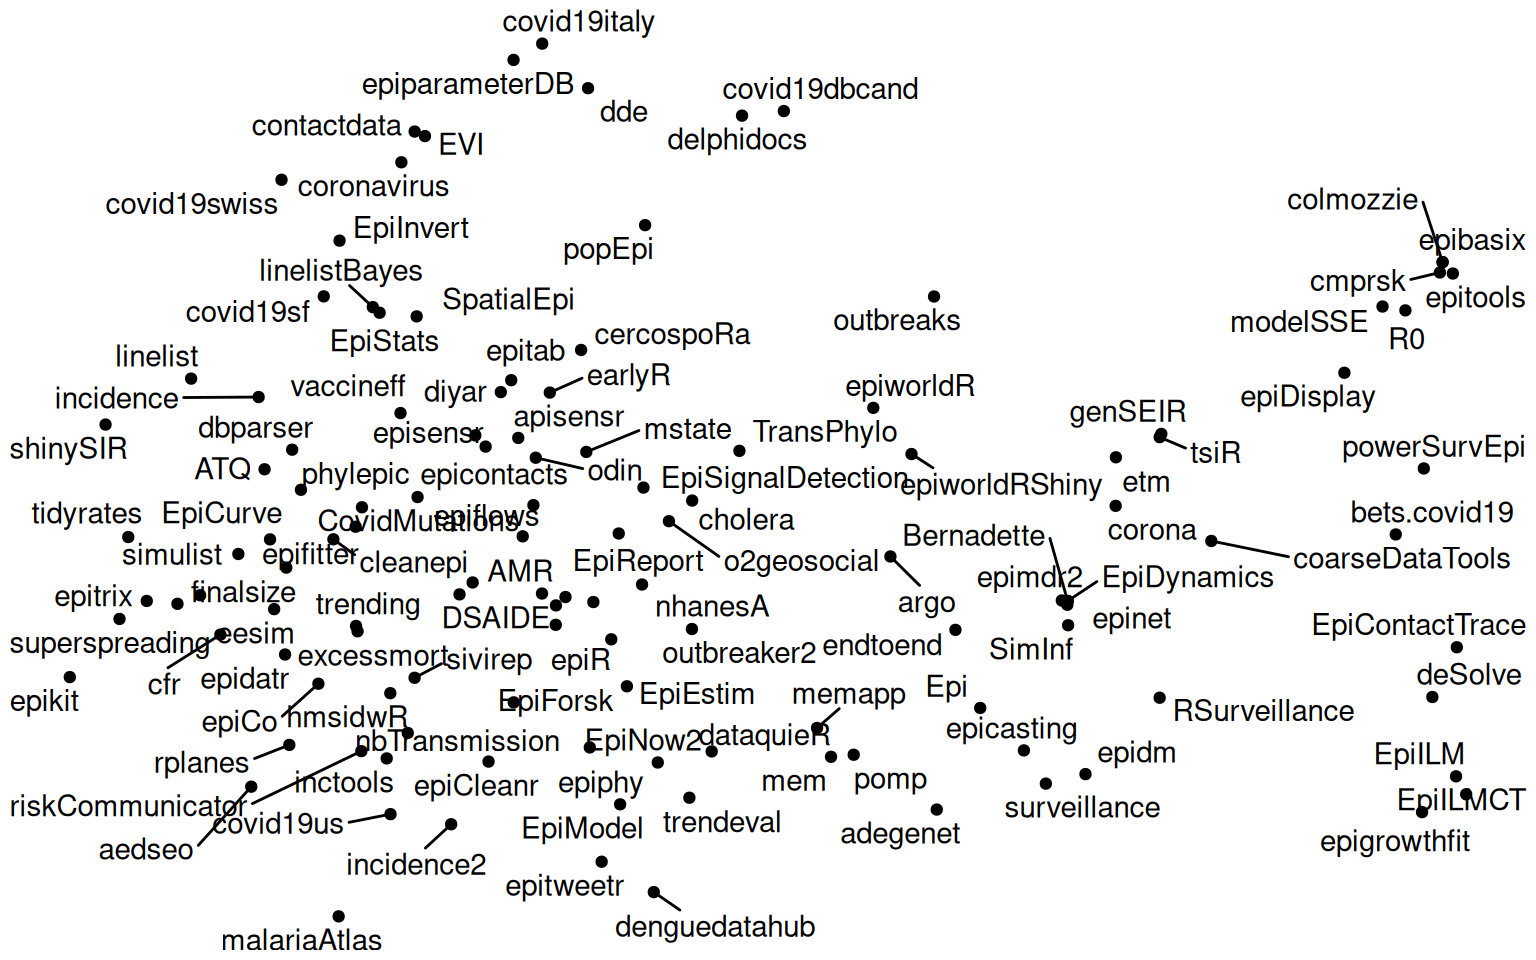 covid19italy
epiparameterDB
covid19dbcand
dde
contactdata
delphidocs
EVI
coronavirus
covid19swiss
colmozzie
EpiInvert
epibasix
popEpi
linelistBayes
cmprsk
SpatialEpi
epitools
covid19sf
outbreaks
modelSSE
cercospoRa
EpiStats
R0
epitab
linelist
earlyR
vaccineff
epiworldR
diyar
incidence
epiDisplay
genSEIR
apisensr
dbparser
mstate
TransPhylo
episensr
shinySIR
powerSurvEpi
tsiR
ATQ
phylepic
epicontacts
odin
EpiSignalDetection
epiworldRShiny
etm
tidyrates
EpiCurve
bets.covid19
CovidMutations
epiflows
cholera
corona
Bernadette
simulist
epifitter
cleanepi
EpiReport
o2geosocial
coarseDataTools
AMR
epimdr2
EpiDynamics
epitrix
finalsize
trending
nhanesA
argo
DSAIDE
epinet
EpiContactTrace
superspreading
eesim
excessmort
sivirep
epiR
outbreaker2
endtoend
SimInf
cfr
epidatr
deSolve
epikit
EpiForsk
EpiEstim
memapp
Epi
epiCo
hmsidwR
RSurveillance
nbTransmission
EpiNow2
dataquieR
epicasting
rplanes
epidm
EpiILM
inctools
epiCleanr
epiphy
mem
pomp
riskCommunicator
EpiILMCT
surveillance
covid19us
EpiModel
trendeval
adegenet
epigrowthfit
aedseo
incidence2
epitweetr
denguedatahub
malariaAtlas